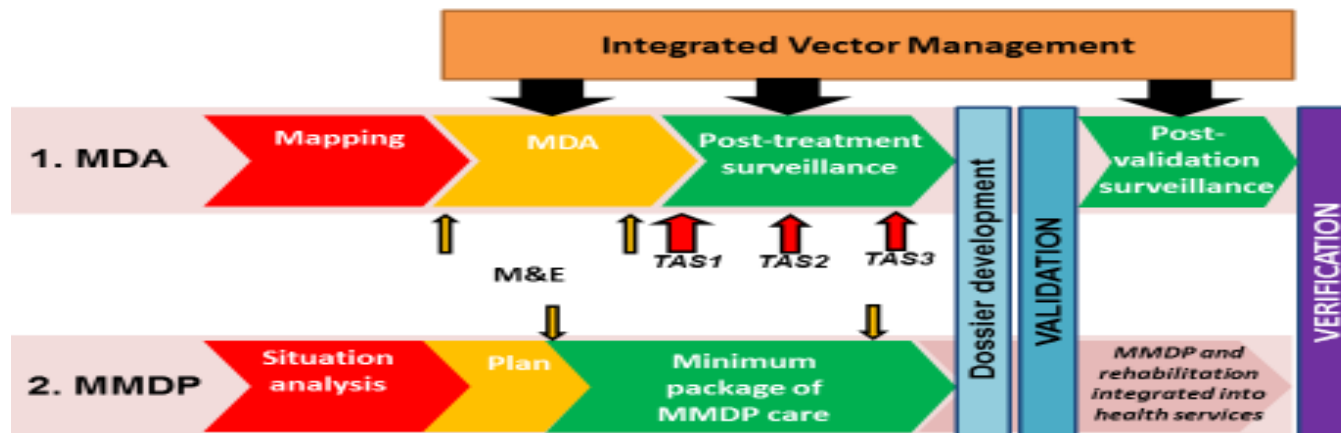 Integrated Vector Management
1. MDA
Mapping
MDA
Post-treatment
surveillance
Post-
validation
surveillance
TAS1
TAS2
TAS3
M&E
Dossier development
VALIDATION
VERIFICATION
2. MMDP
Situation
analysis
Plan
Minimum
package of
MMDP care
MMDP and
rehabilitation
integrated into
health services